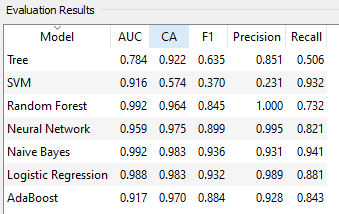 Evaluation Results
Model AUC CA F1 Precision Recall
Tree 0.784 0.922 0.635 0.851 0.506
SVM 0.916 0.574 0.370 0.231 0.932
Random Forest 0.992 0.964 0.845 1.000 0.732
Neural Network 0.959 0.975 0.899 0.995 0.821
Naive Bayes 0.992 0.983 0.936 0.931 0.941
Logistic Regression 0.988 0.983 0.932 0.989 0.881
AdaBoost 0.917 0.970 0.884 0.928 0.843